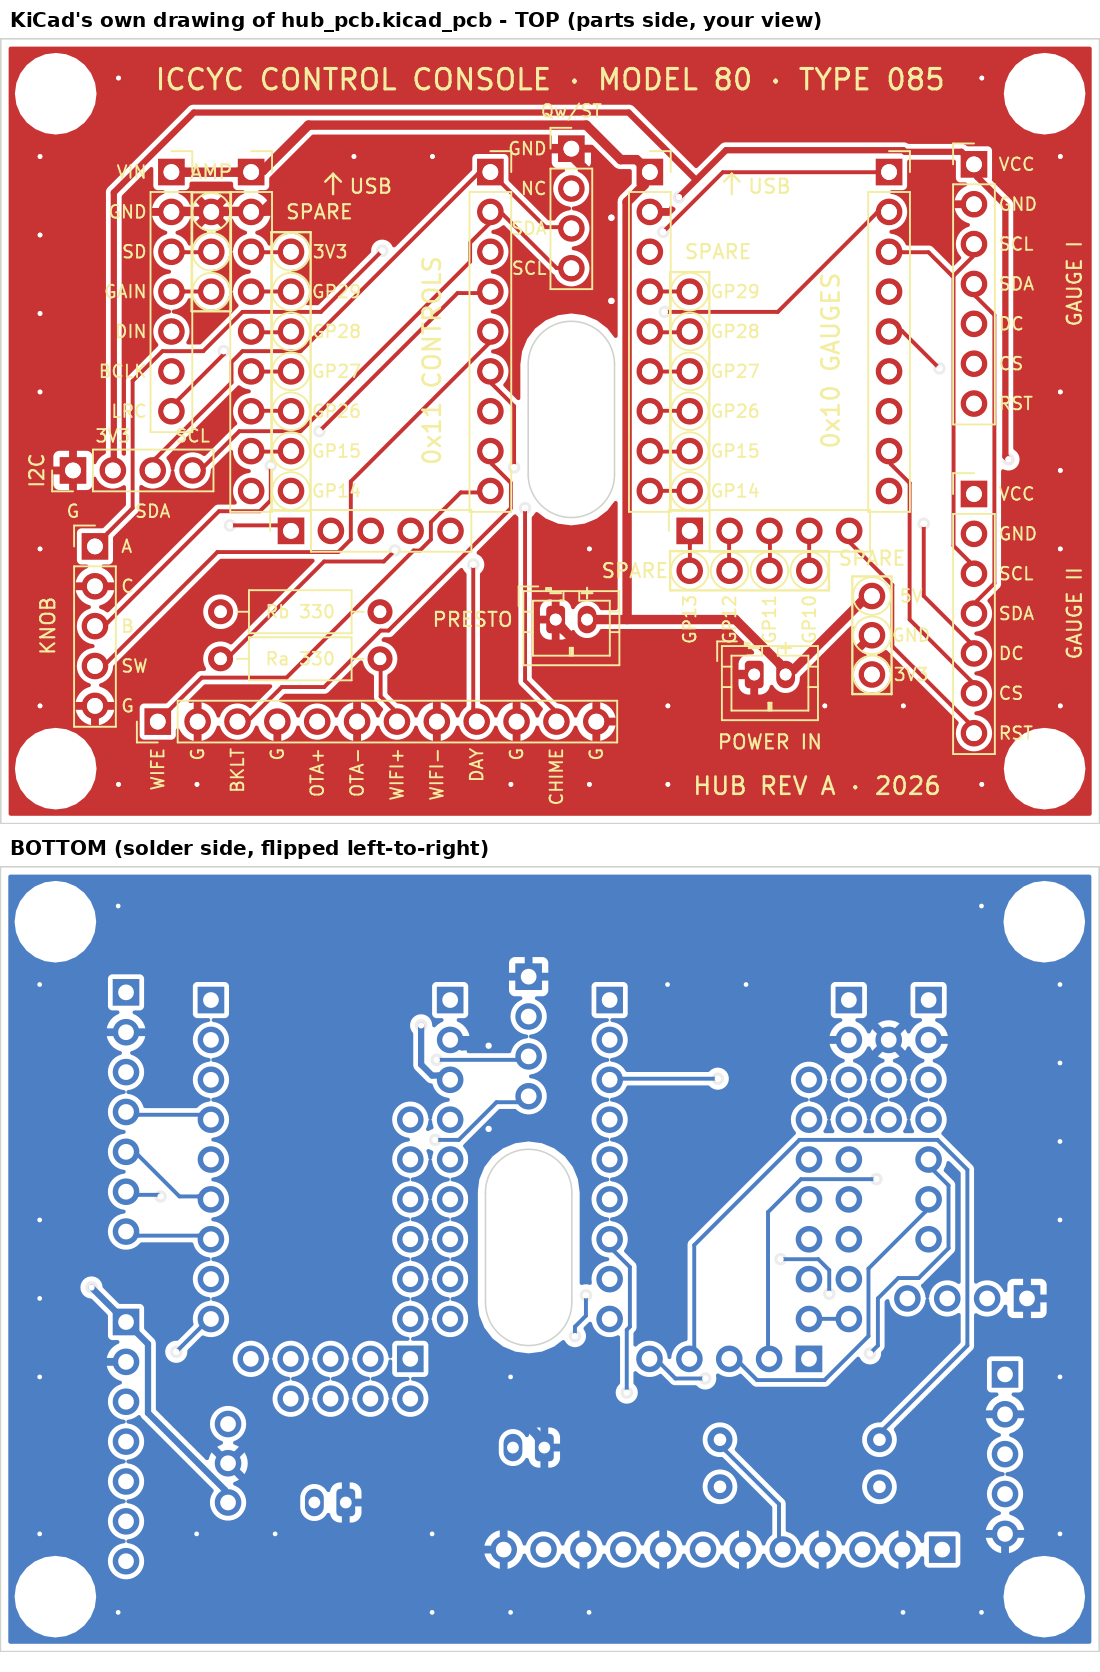 KiCad's own drawing of hub_pcb.kicad_pcb - TOP (parts side, your view)
ICCYC CONTROL CONSOLE · MODEL 80 · TYPE 085
Qw/ST
GND
NC
SDA
SCL
VIN
GND
SD
GAIN
DIN
BCLK
LRC
AMP
USB
SPARE
3V3
GP29
GP28
GP27
GP26
GP15
GP14
0x11 CONTROLS
USB
SPARE
GP29
GP28
GP27
GP26
GP15
GP14
0x10 GAUGES
VCC
GND
SCL
SDA
DC
CS
RST
GAUGE I
3V3
SCL
I2C
G
SDA
VCC
GND
SCL
SDA
DC
CS
RST
GAUGE II
A
C
B
SW
G
KNOB
Rb 330
Ra 330
PRESTO
- +
SPARE
GP13
GP12
GP11
GP10
SPARE
5V
GND
3V3
- +
POWER IN
WIFE
G
BKLT
G
OTA+
OTA-
WIFI+
WIFI-
DAY
G
CHIME
G
HUB REV A · 2026
BOTTOM (solder side, flipped left-to-right)